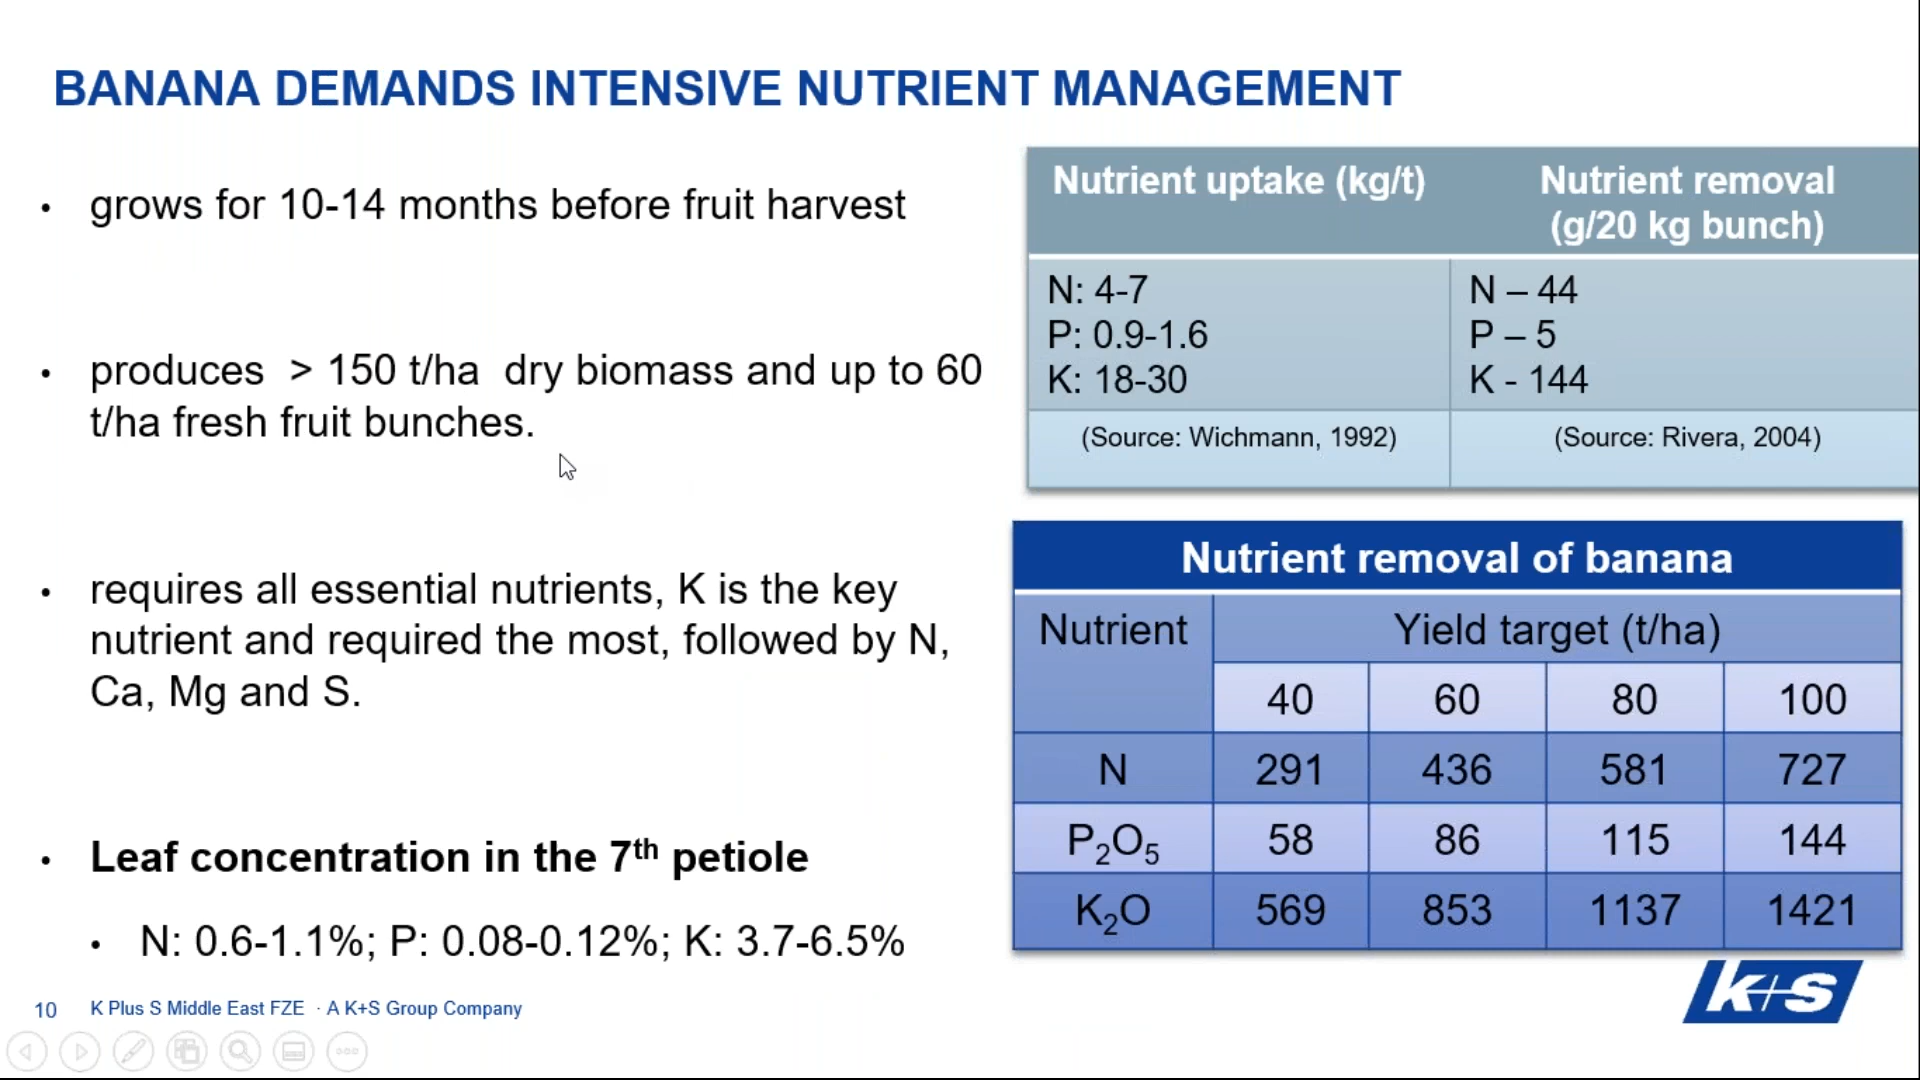 BANANA DEMANDS INTENSIVE NUTRIENT MANAGEMENT
• grows for 10-14 months before fruit harvest
• produces > 150 t/ha dry biomass and up to 60
t/ha fresh fruit bunches.
• requires all essential nutrients, K is the key
nutrient and required the most, followed by N,
Ca, Mg and S.
• Leaf concentration in the 7th petiole
• N: 0.6-1.1%; P: 0.08-0.12%; K: 3.7-6.5%
Nutrient uptake (kg/t) Nutrient removal
(g/20 kg bunch)
N: 4-7 N – 44
P: 0.9-1.6 P – 5
K: 18-30 K - 144
(Source: Wichmann, 1992) (Source: Rivera, 2004)
Nutrient removal of banana
Nutrient Yield target (t/ha)
40 60 80 100
N 291 436 581 727
P₂O₅ 58 86 115 144
K₂O 569 853 1137 1421
K+S
10 K Plus S Middle East FZE · A K+S Group Company